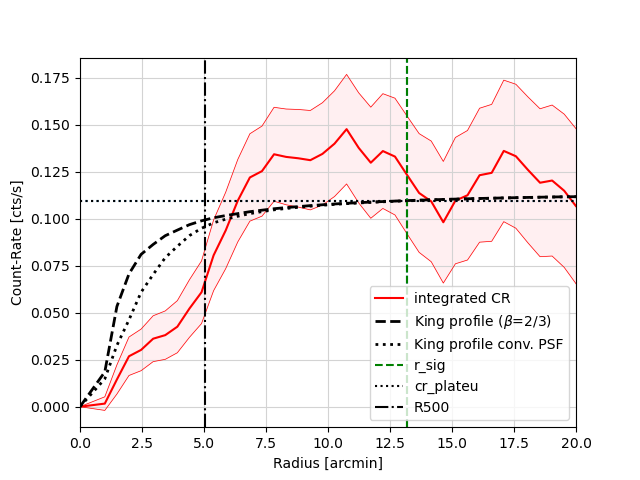 0.175
0.150
0.125
0.100
0.075
0.050
0.025
0.000
Count-Rate [cts/s]
integrated CR
King profile (β=2/3)
King profile conv. PSF
r_sig
cr_plateu
R500
0.0 2.5 5.0 7.5 10.0 12.5 15.0 17.5 20.0
Radius [arcmin]